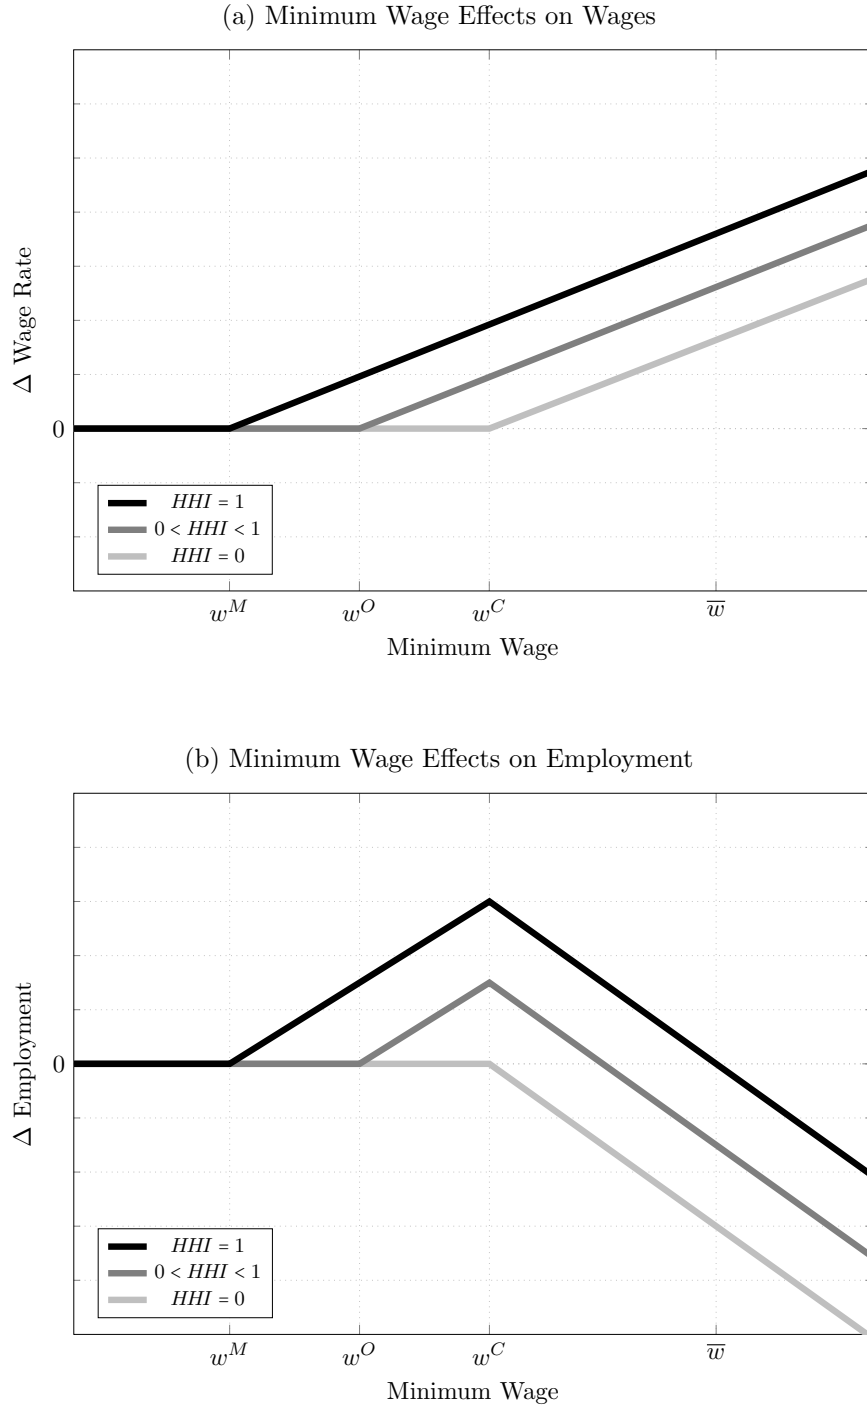 (a) Minimum Wage Effects on Wages
Δ Wage Rate
0
HHI = 1
0 < HHI < 1
HHI = 0
w^M w^O w^C w̅
Minimum Wage
(b) Minimum Wage Effects on Employment
Δ Employment
0
HHI = 1
0 < HHI < 1
HHI = 0
w^M w^O w^C w̅
Minimum Wage